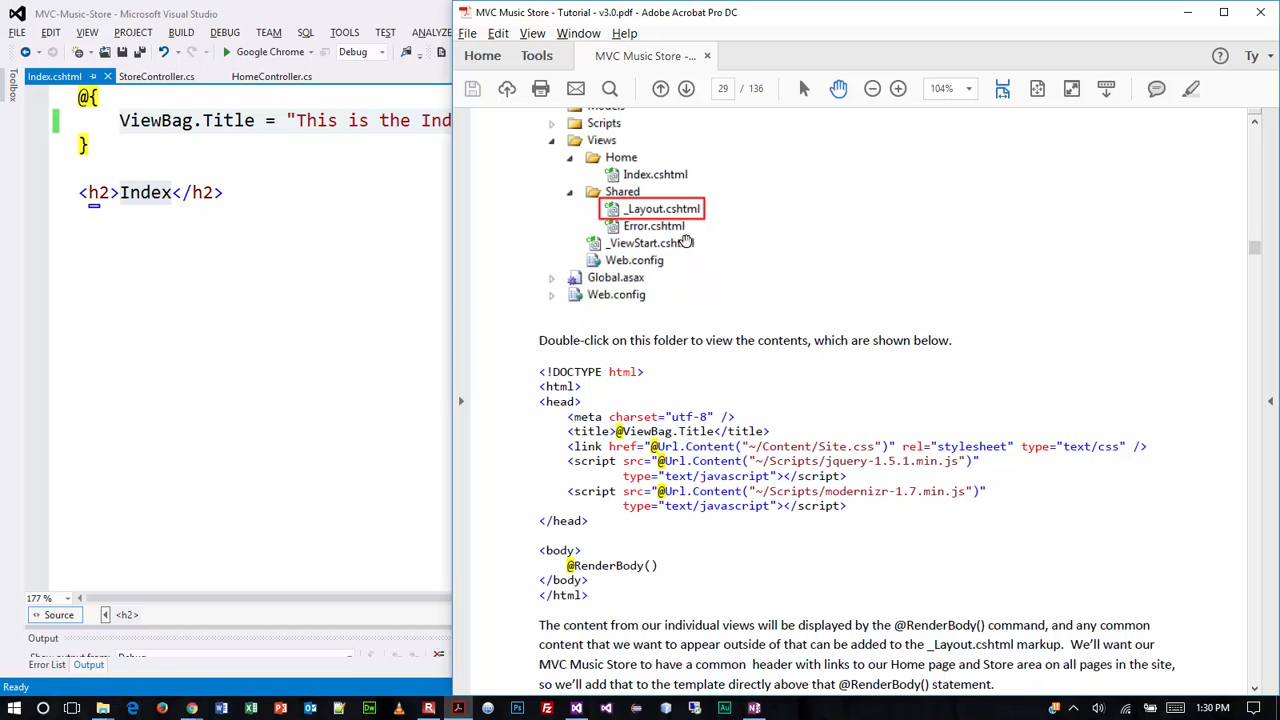 MVC-Music-Store - Microsoft Visual Studio
FILE EDIT VIEW PROJECT BUILD DEBUG TEAM SQL TOOLS TEST ANALYZE
Google Chrome Debug
Toolbox
Index.cshtml StoreController.cs HomeController.cs
@{
ViewBag.Title = "This is the Ind
}
<h2>Index</h2>
177 %
Source <h2>
Output
Show output from: Debug
Error List Output
Ready
MVC Music Store - Tutorial - v3.0.pdf - Adobe Acrobat Pro DC
File Edit View Window Help
Home Tools MVC Music Store -... × Ty
29 / 136 104%
Models
Scripts
Views
Home
Index.cshtml
Shared
_Layout.cshtml
Error.cshtml
_ViewStart.cshtml
Web.config
Global.asax
Web.config
Double-click on this folder to view the contents, which are shown below.
<!DOCTYPE html>
<html>
<head>
<meta charset="utf-8" />
<title>@ViewBag.Title</title>
<link href="@Url.Content("~/Content/Site.css")" rel="stylesheet" type="text/css" />
<script src="@Url.Content("~/Scripts/jquery-1.5.1.min.js")"
type="text/javascript"></script>
<script src="@Url.Content("~/Scripts/modernizr-1.7.min.js")"
type="text/javascript"></script>
</head>
<body>
@RenderBody()
</body>
</html>
The content from our individual views will be displayed by the @RenderBody() command, and any common
content that we want to appear outside of that can be added to the _Layout.cshtml markup. We'll want our
MVC Music Store to have a common header with links to our Home page and Store area on all pages in the site,
so we'll add that to the template directly above that @RenderBody() statement.
1:30 PM